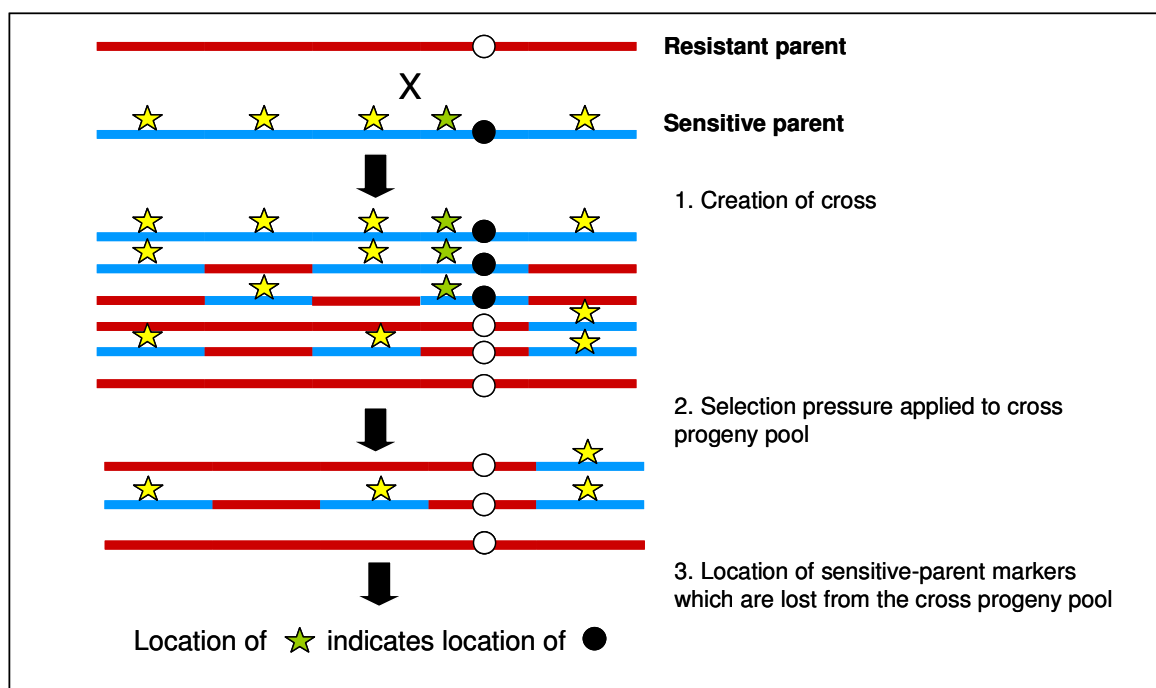 Resistant parent
X
Sensitive parent
1. Creation of cross
2. Selection pressure applied to cross
progeny pool
3. Location of sensitive-parent markers
which are lost from the cross progeny pool
Location of indicates location of